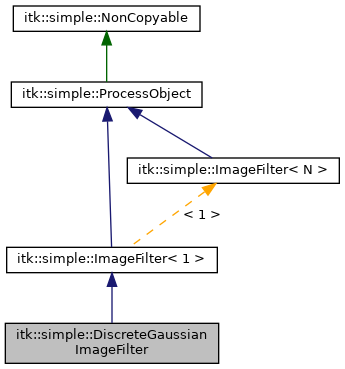 itk::simple::NonCopyable
itk::simple::ProcessObject
itk::simple::ImageFilter< N >
< 1 >
itk::simple::ImageFilter< 1 >
itk::simple::DiscreteGaussian
ImageFilter